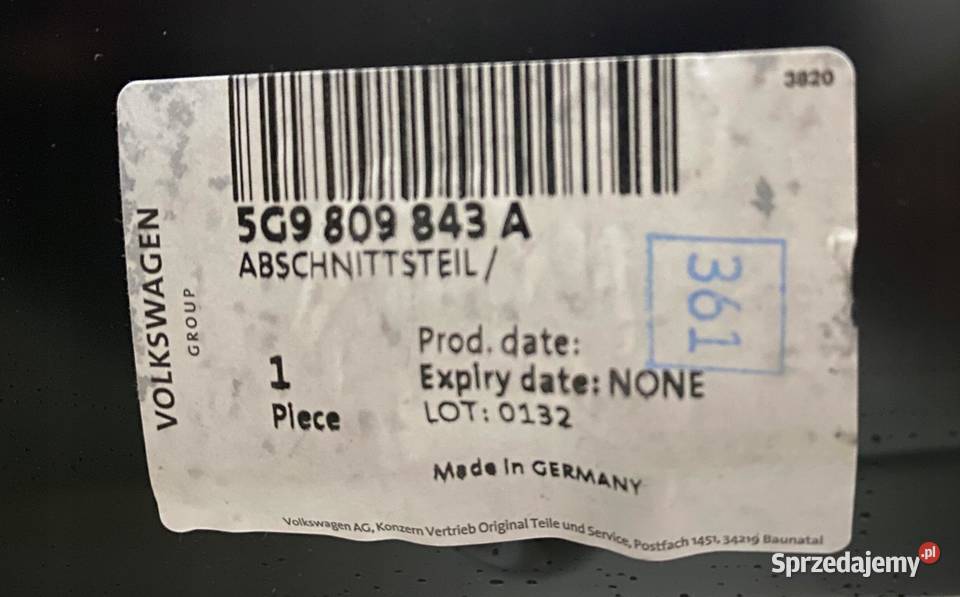 3820
VOLKSWAGEN
GROUP
5G9 809 843 A
ABSCHNITTSTEIL/
361
1
Piece
Prod. date:
Expiry date: NONE
LOT: 0132
Made in GERMANY
Volkswagen AG, Konzern Vertrieb Original Teile und Service, Postfach 1451, 34219 Baunatal
Sprzedajemy.pl